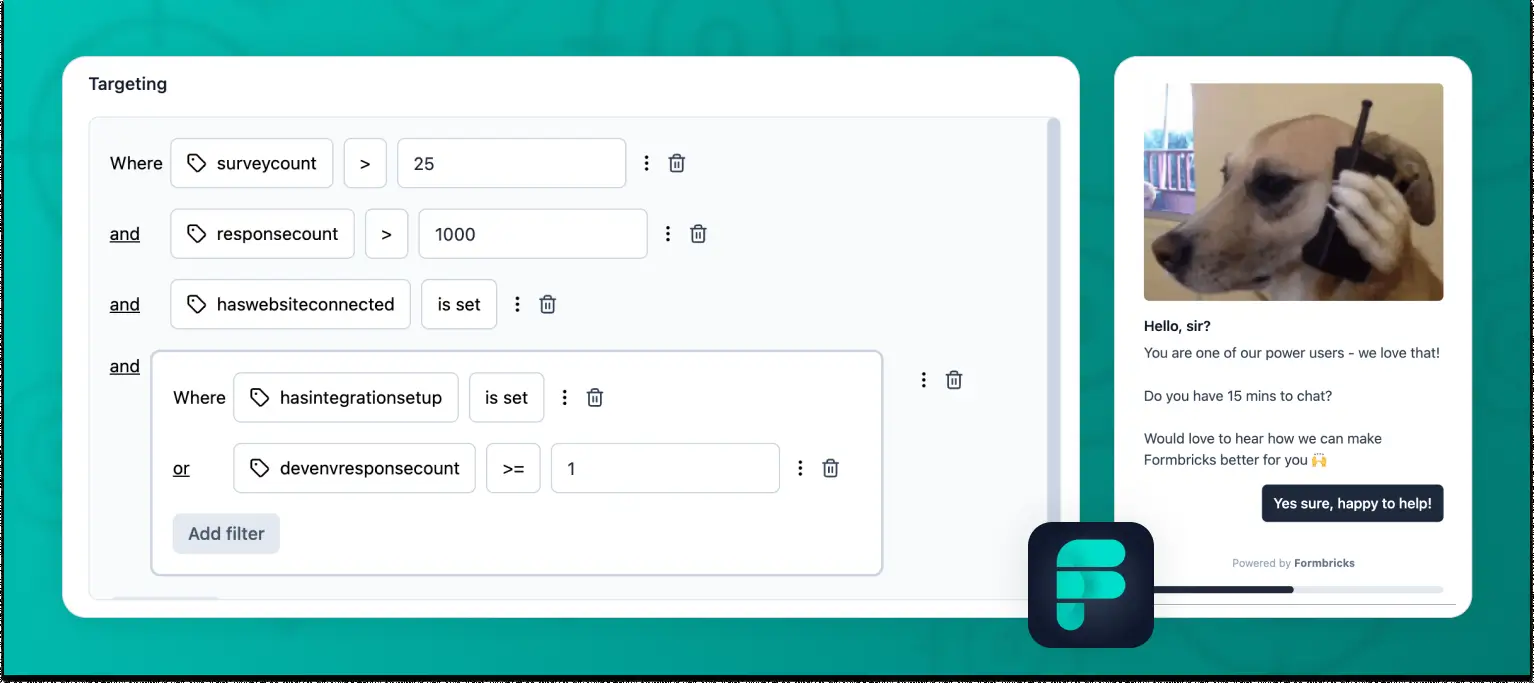 Targeting
Where surveycount > 25
and responsecount > 1000
and haswebsiteconnected is set
and
Where hasintegrationsetup is set
or devenvresponsecount >= 1
Add filter
Hello, sir?
You are one of our power users - we love that!
Do you have 15 mins to chat?
Would love to hear how we can make
Formbricks better for you 🙌
Yes sure, happy to help!
Powered by Formbricks